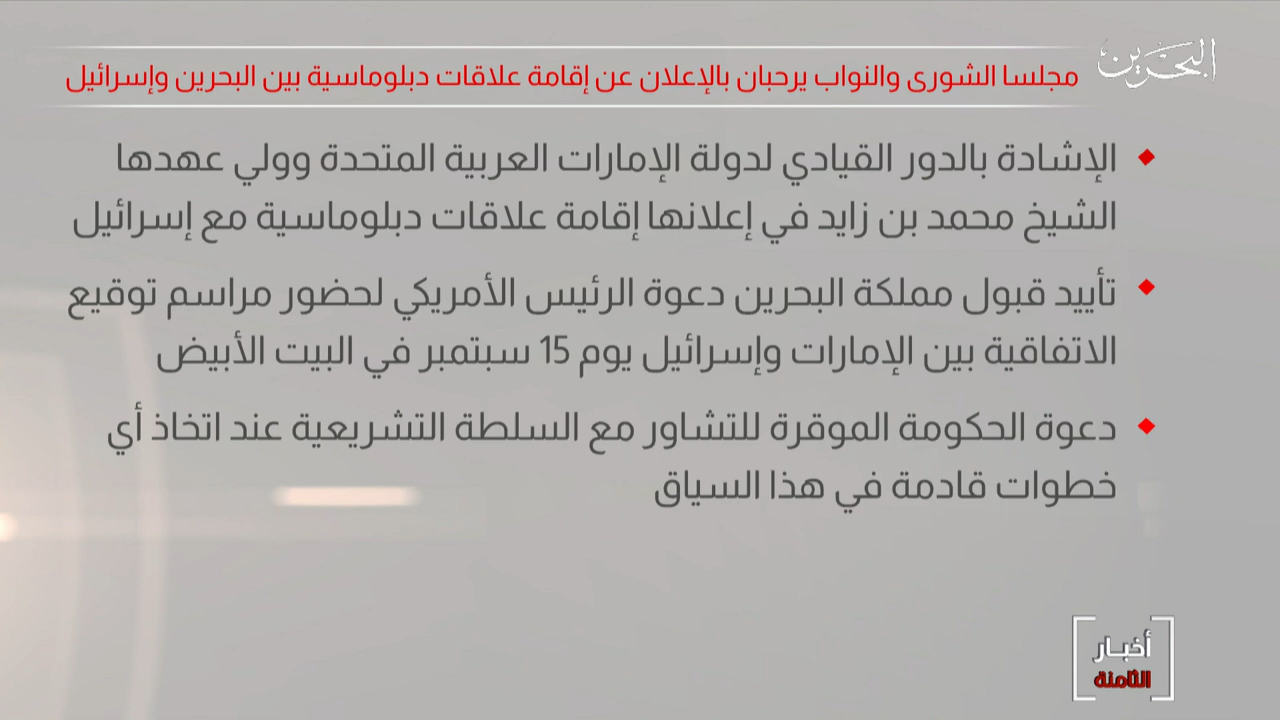 البحرين
مجلسا الشورى والنواب يرحبان بالإعلان عن إقامة علاقات دبلوماسية بين البحرين وإسرائيل
الإشادة بالدور القيادي لدولة الإمارات العربية المتحدة وولي عهدها
الشيخ محمد بن زايد في إعلانها إقامة علاقات دبلوماسية مع إسرائيل
تأييد قبول مملكة البحرين دعوة الرئيس الأمريكي لحضور مراسم توقيع
الاتفاقية بين الإمارات وإسرائيل يوم 15 سبتمبر في البيت الأبيض
دعوة الحكومة الموقرة للتشاور مع السلطة التشريعية عند اتخاذ أي
خطوات قادمة في هذا السياق
أخبار
الثامنة